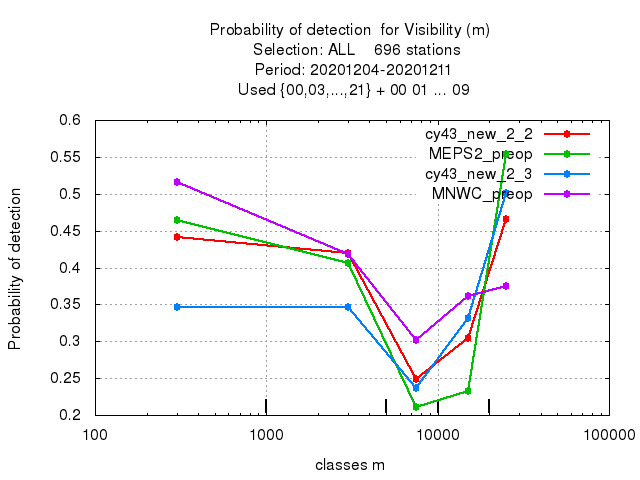 Probability of detection  for Visibility (m)
Selection: ALL    696 stations
Period: 20201204-20201211
Used {00,03,...,21} + 00 01 ... 09
0.6
0.55
0.5
0.45
0.4
0.35
0.3
0.25
0.2
Probability of detection
cy43_new_2_2
MEPS2_preop
cy43_new_2_3
MNWC_preop
100 1000 10000 100000
classes m